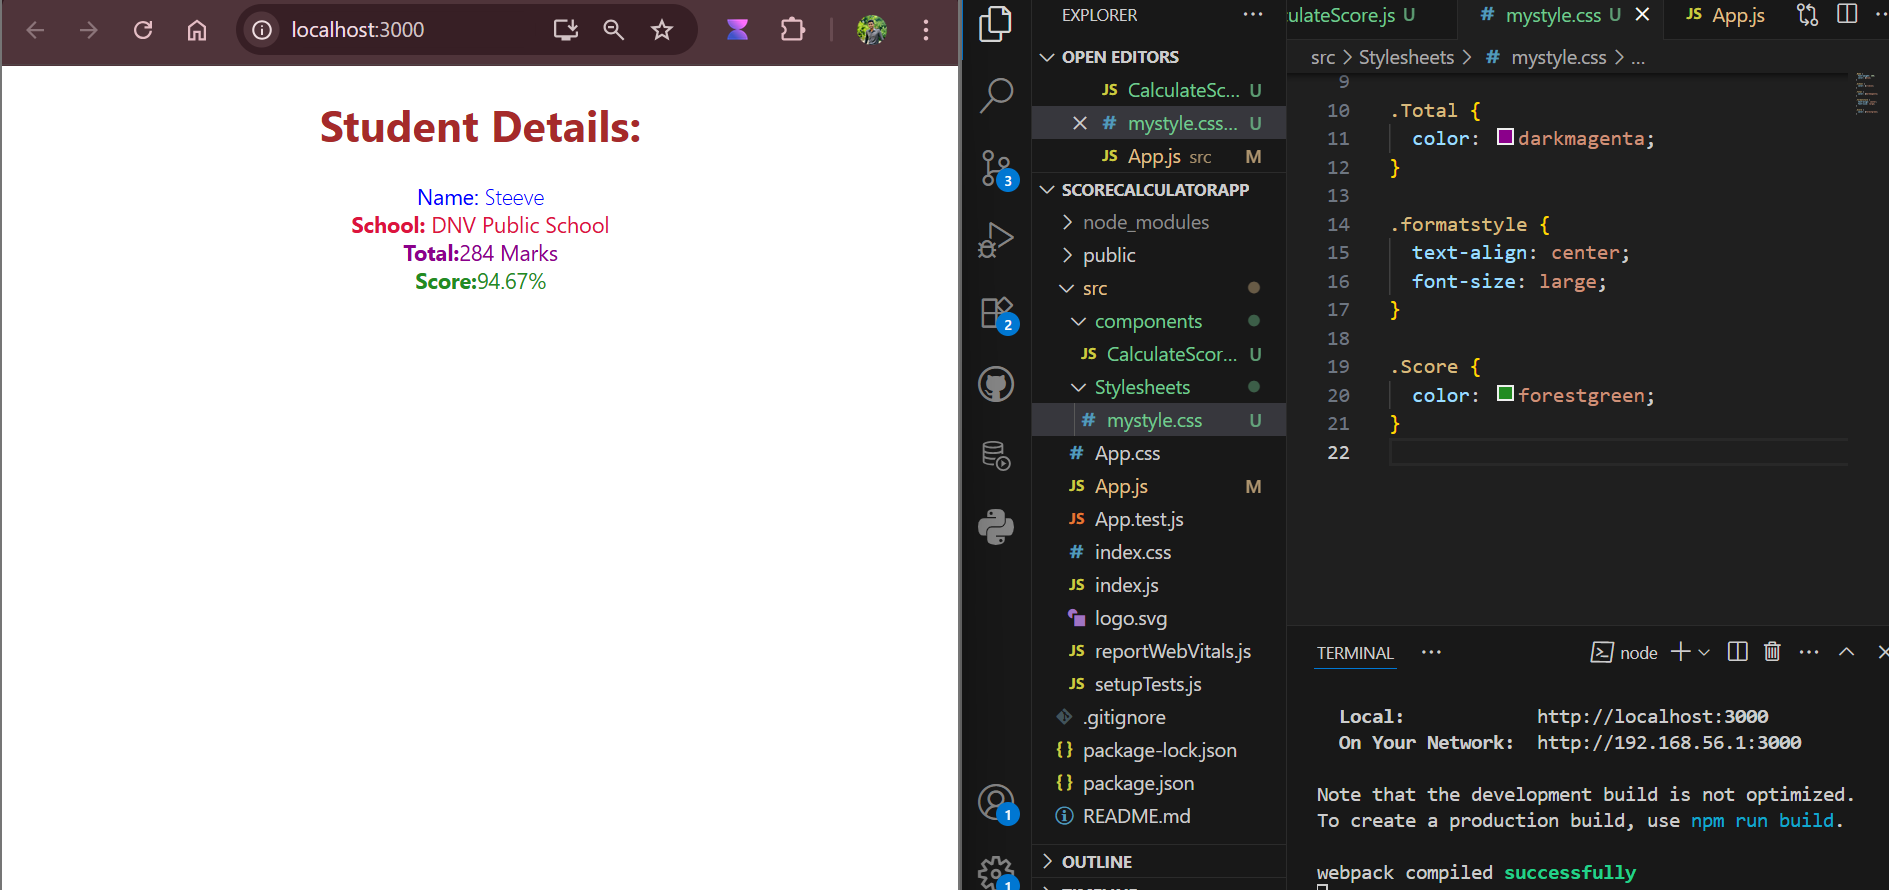 localhost:3000
Student Details:
Name: Steeve
School: DNV Public School
Total:284 Marks
Score:94.67%
3
2
1
1
EXPLORER ...
OPEN EDITORS
JS CalculateSc... U
# mystyle.css... U
JS App.js src M
SCORECALCULATORAPP
node_modules
public
src
components
JS CalculateScor... U
Stylesheets
# mystyle.css U
# App.css
JS App.js M
JS App.test.js
# index.css
JS index.js
logo.svg
JS reportWebVitals.js
JS setupTests.js
.gitignore
{} package-lock.json
{} package.json
README.md
OUTLINE
ulateScore.js U # mystyle.css U JS App.js
src > Stylesheets > # mystyle.css > ...
9
10 .Total {
11 color: darkmagenta;
12 }
13
14 .formatstyle {
15 text-align: center;
16 font-size: large;
17 }
18
19 .Score {
20 color: forestgreen;
21 }
22
TERMINAL ... node
Local: http://localhost:3000
On Your Network: http://192.168.56.1:3000
Note that the development build is not optimized.
To create a production build, use npm run build.
webpack compiled successfully